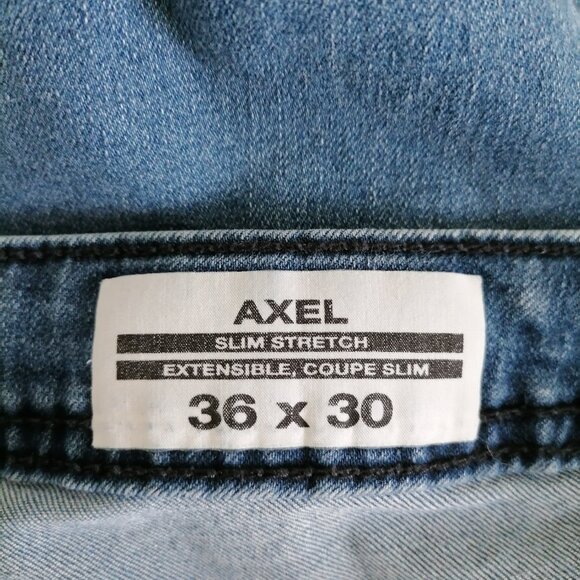 AXEL
SLIM STRETCH
EXTENSIBLE, COUPE SLIM
36 x 30